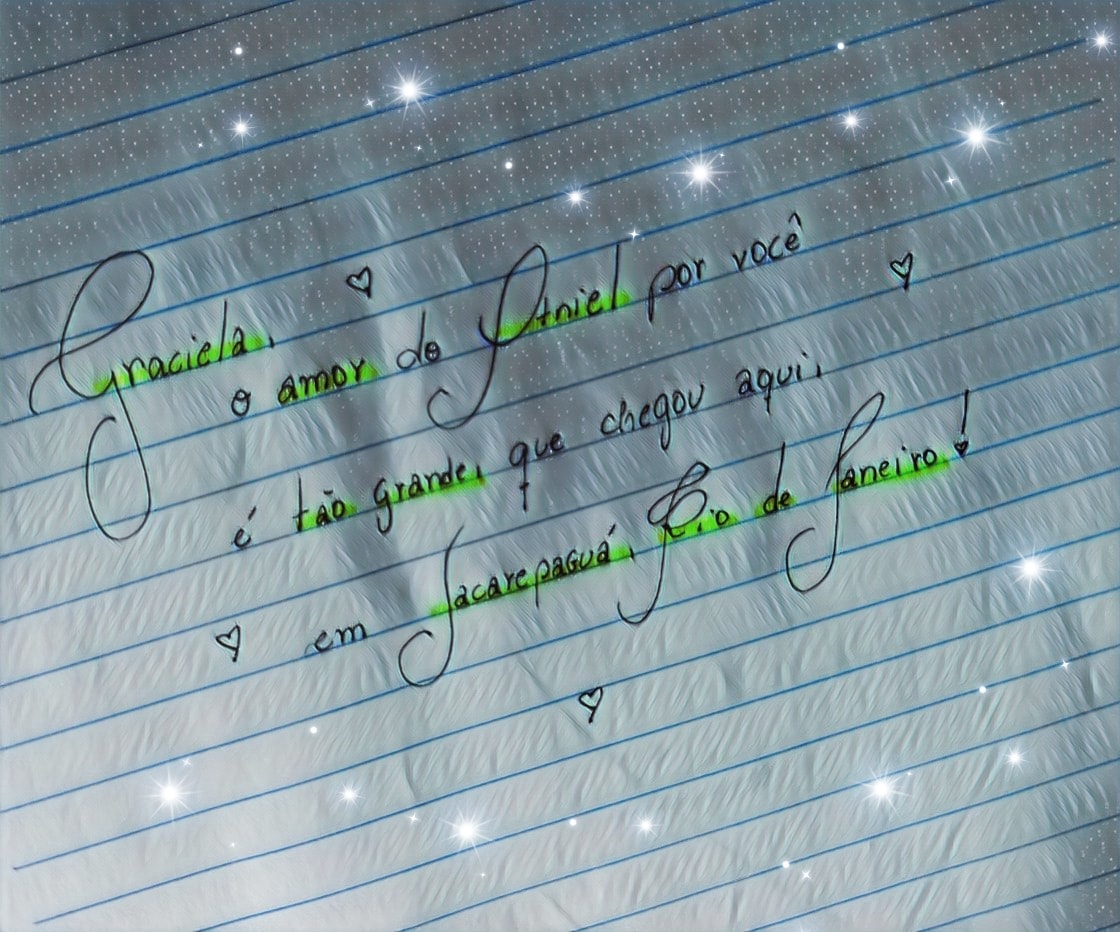 Graciela,
o amor do Otniel por você
é tão grande, que chegou aqui,
em Jacarepaguá, Rio de Janeiro!